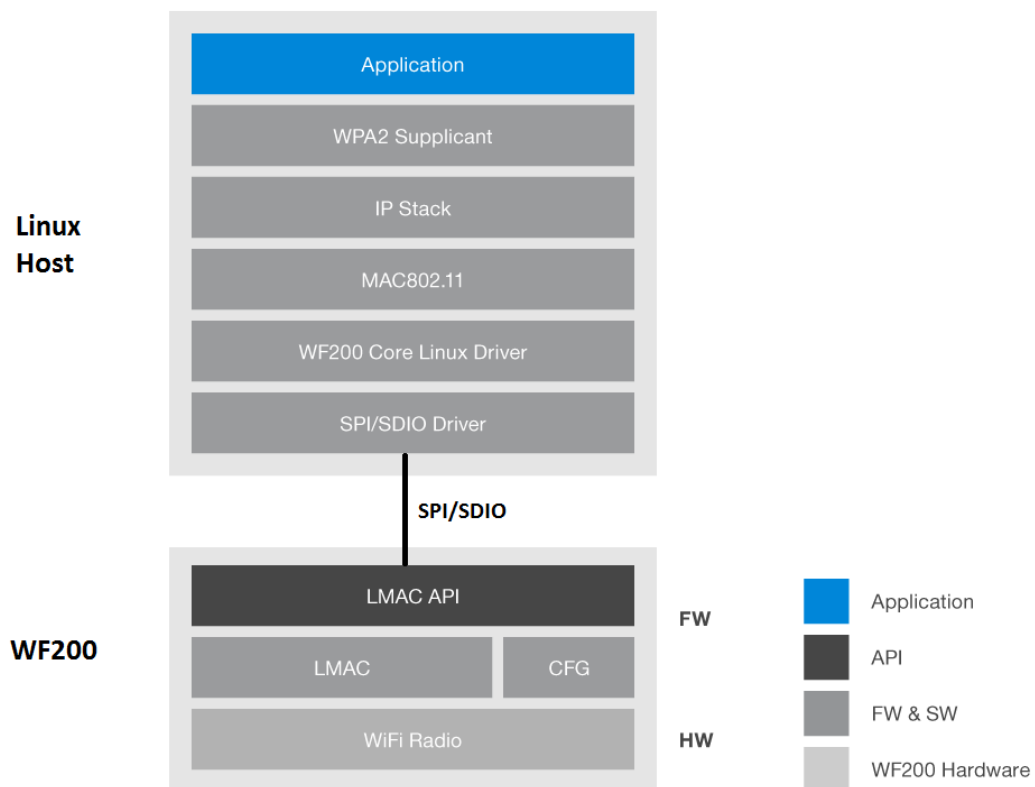 Application
WPA2 Supplicant
IP Stack
Linux
Host
MAC802.11
WF200 Core Linux Driver
SPI/SDIO Driver
SPI/SDIO
LMAC API
FW
WF200
LMAC
CFG
WiFi Radio
HW
Application
API
FW & SW
WF200 Hardware